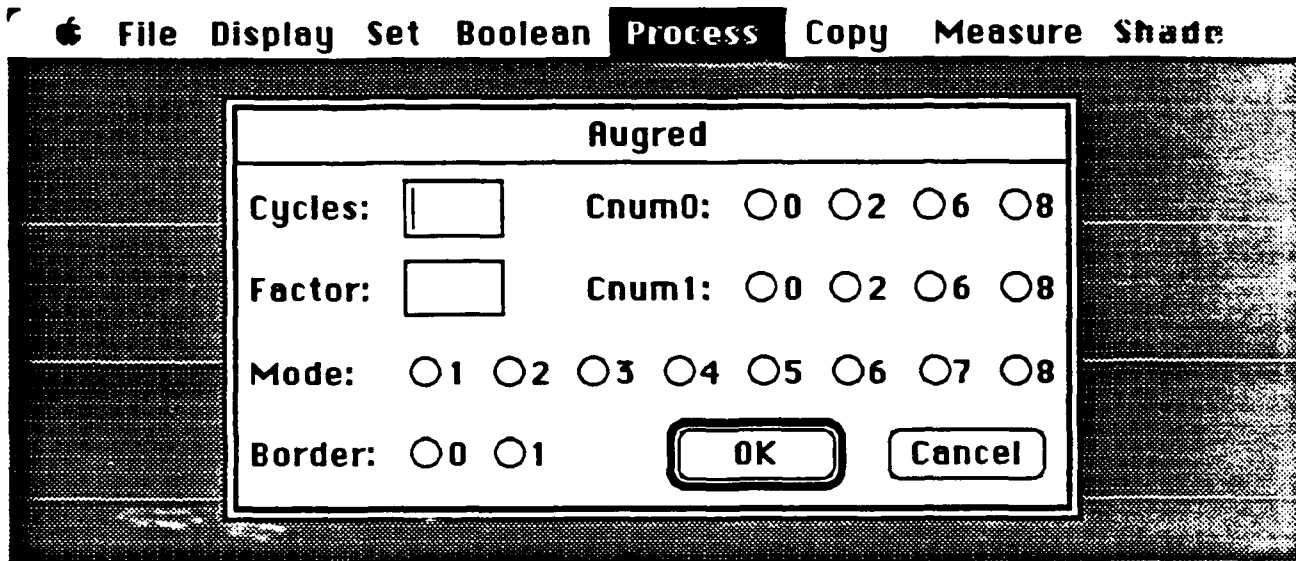 File Display Set Boolean Process Copy Measure Shade
Augred
Cycles: Cnum0: 0 2 6 8
Factor: Cnum1: 0 2 6 8
Mode: 1 2 3 4 5 6 7 8
Border: 0 1 OK Cancel